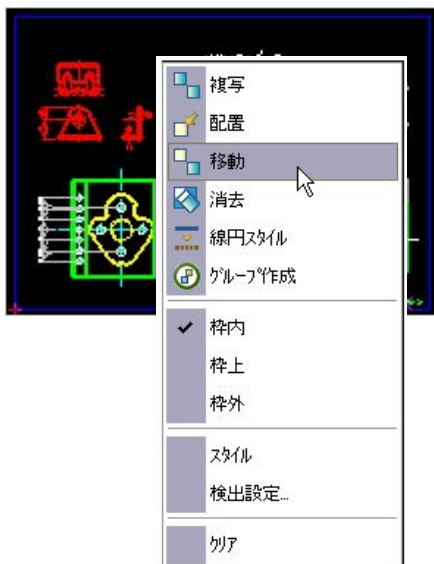 複写
配置
移動
消去
線円ｽﾀｲﾙ
ｸﾞﾙｰﾌﾟ作成
枠内
枠上
枠外
ｽﾀｲﾙ
検出設定...
ｸﾘｱ